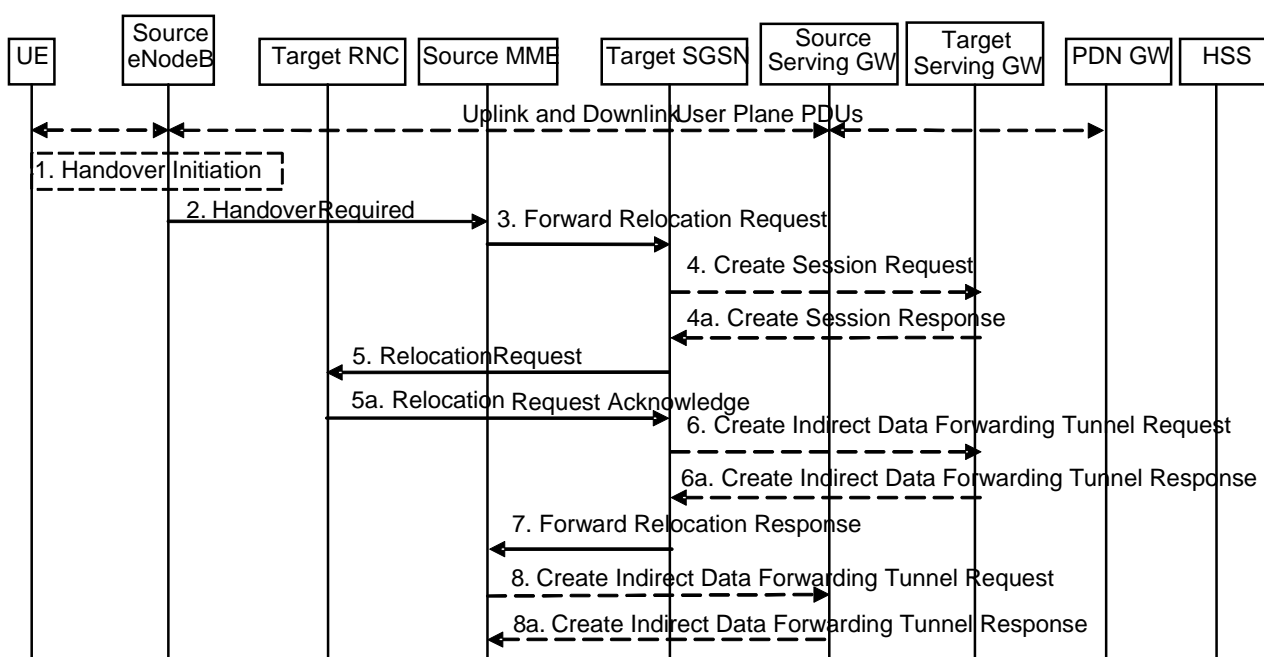 UE
Source
eNodeB
Target RNC
Source MME
Target SGSN
Source
Serving GW
Target
Serving GW
PDN GW
HSS
Uplink and Downlink User Plane PDUs
1. Handover Initiation
2. Handover Required
3. Forward Relocation Request
4. Create Session Request
4a. Create Session Response
5. Relocation Request
5a. Relocation Request Acknowledge
6. Create Indirect Data Forwarding Tunnel Request
6a. Create Indirect Data Forwarding Tunnel Response
7. Forward Relocation Response
8. Create Indirect Data Forwarding Tunnel Request
8a. Create Indirect Data Forwarding Tunnel Response